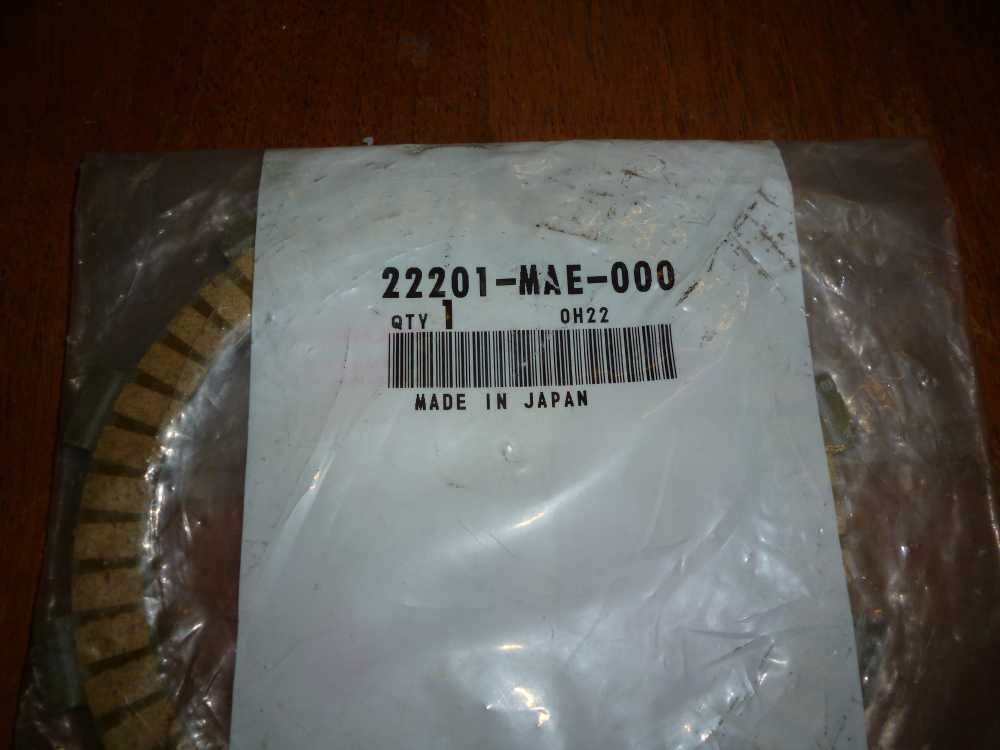 22201-MAE-000
QTY 1 0H22
MADE IN JAPAN